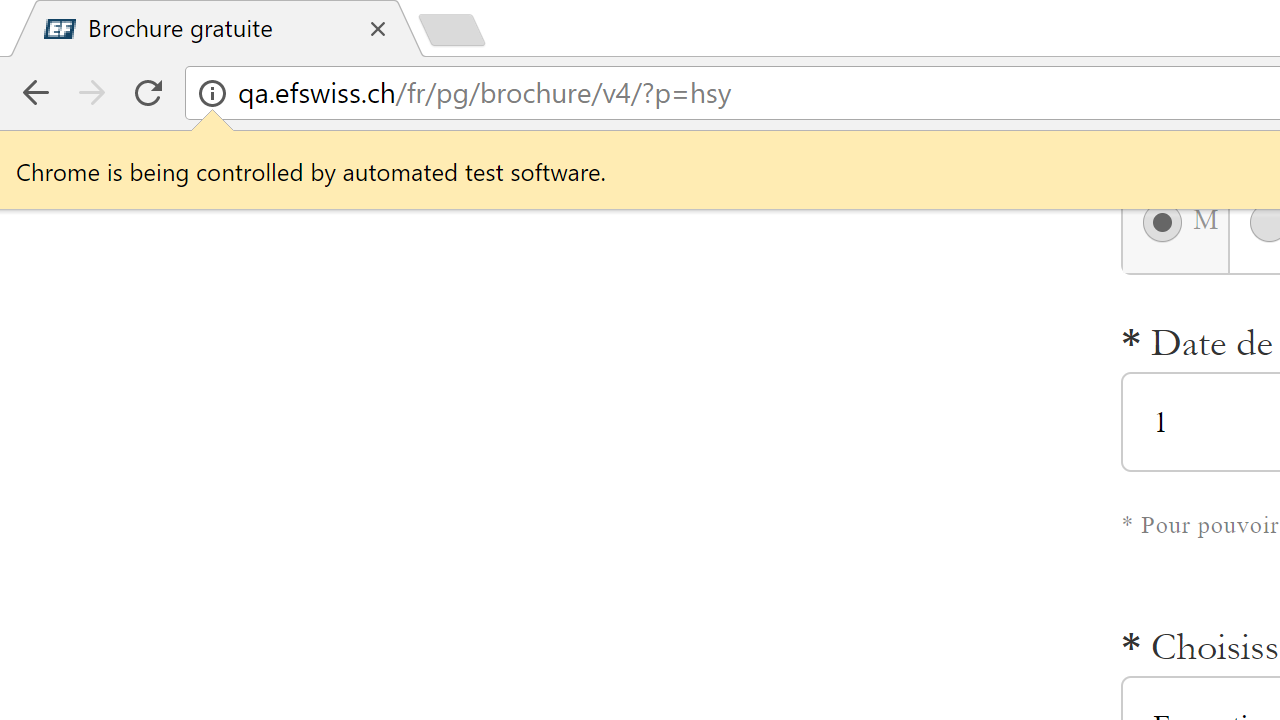 EF Brochure gratuite
qa.efswiss.ch/fr/pg/brochure/v4/?p=hsy
Chrome is being controlled by automated test software.
M
* Date de
1
* Pour pouvoir
* Choisiss